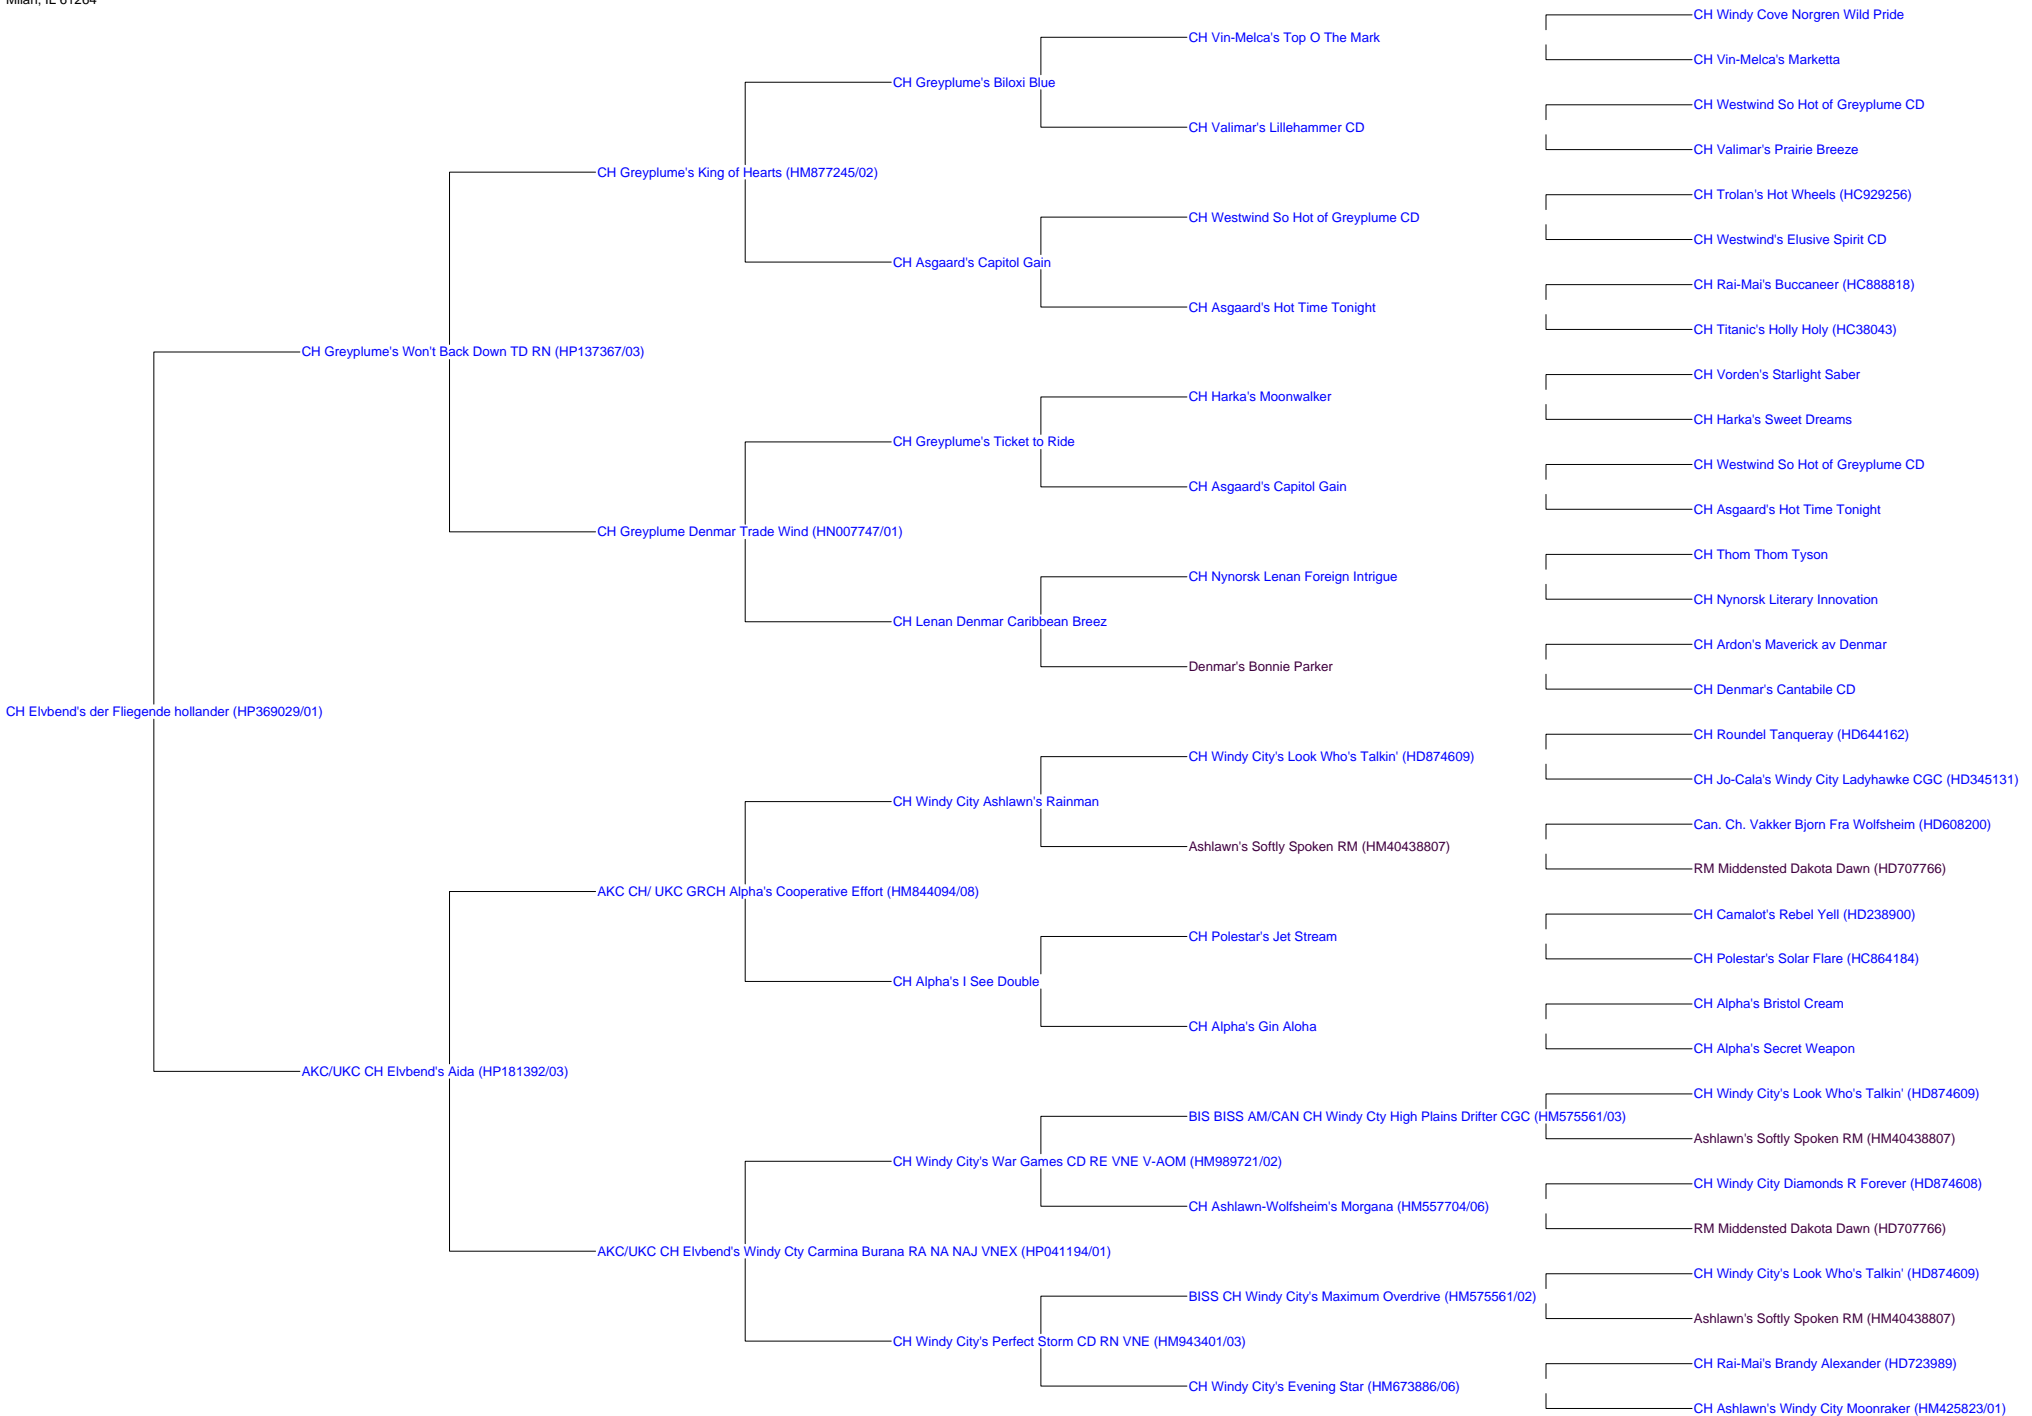 Milan, IL 61264
CH Windy Cove Norgren Wild Pride
CH Vin-Melca's Top O The Mark
CH Vin-Melca's Marketta
CH Greyplume's Biloxi Blue
CH Westwind So Hot of Greyplume CD
CH Valimar's Lillehammer CD
CH Valimar's Prairie Breeze
CH Greyplume's King of Hearts (HM877245/02)
CH Trolan's Hot Wheels (HC929256)
CH Westwind So Hot of Greyplume CD
CH Westwind's Elusive Spirit CD
CH Asgaard's Capitol Gain
CH Rai-Mai's Buccaneer (HC888818)
CH Asgaard's Hot Time Tonight
CH Titanic's Holly Holy (HC38043)
CH Greyplume's Won't Back Down TD RN (HP137367/03)
CH Vorden's Starlight Saber
CH Harka's Moonwalker
CH Harka's Sweet Dreams
CH Greyplume's Ticket to Ride
CH Westwind So Hot of Greyplume CD
CH Asgaard's Capitol Gain
CH Asgaard's Hot Time Tonight
CH Greyplume Denmar Trade Wind (HN007747/01)
CH Thom Thom Tyson
CH Nynorsk Lenan Foreign Intrigue
CH Nynorsk Literary Innovation
CH Lenan Denmar Caribbean Breez
CH Ardon's Maverick av Denmar
Denmar's Bonnie Parker
CH Denmar's Cantabile CD
CH Elvbend's der Fliegende hollander (HP369029/01)
CH Roundel Tanqueray (HD644162)
CH Windy City's Look Who's Talkin' (HD874609)
CH Jo-Cala's Windy City Ladyhawke CGC (HD345131)
CH Windy City Ashlawn's Rainman
Can. Ch. Vakker Bjorn Fra Wolfsheim (HD608200)
Ashlawn's Softly Spoken RM (HM40438807)
RM Middensted Dakota Dawn (HD707766)
AKC CH/ UKC GRCH Alpha's Cooperative Effort (HM844094/08)
CH Camalot's Rebel Yell (HD238900)
CH Polestar's Jet Stream
CH Polestar's Solar Flare (HC864184)
CH Alpha's I See Double
CH Alpha's Bristol Cream
CH Alpha's Gin Aloha
CH Alpha's Secret Weapon
AKC/UKC CH Elvbend's Aida (HP181392/03)
CH Windy City's Look Who's Talkin' (HD874609)
BIS BISS AM/CAN CH Windy Cty High Plains Drifter CGC (HM575561/03)
Ashlawn's Softly Spoken RM (HM40438807)
CH Windy City's War Games CD RE VNE V-AOM (HM989721/02)
CH Windy City Diamonds R Forever (HD874608)
CH Ashlawn-Wolfsheim's Morgana (HM557704/06)
RM Middensted Dakota Dawn (HD707766)
AKC/UKC CH Elvbend's Windy Cty Carmina Burana RA NA NAJ VNEX (HP041194/01)
CH Windy City's Look Who's Talkin' (HD874609)
BISS CH Windy City's Maximum Overdrive (HM575561/02)
Ashlawn's Softly Spoken RM (HM40438807)
CH Windy City's Perfect Storm CD RN VNE (HM943401/03)
CH Rai-Mai's Brandy Alexander (HD723989)
CH Windy City's Evening Star (HM673886/06)
CH Ashlawn's Windy City Moonraker (HM425823/01)